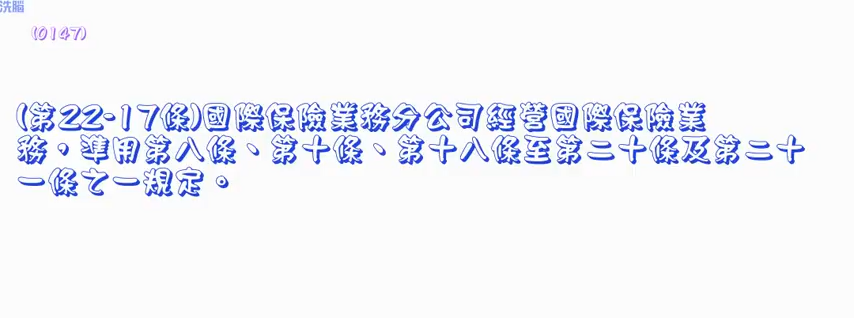 洗腦
(0147)
(第22-17條)國際保險業務分公司經營國際保險業
務，準用第八條、第十條、第十八條至第二十條及第二十
一條之一規定。